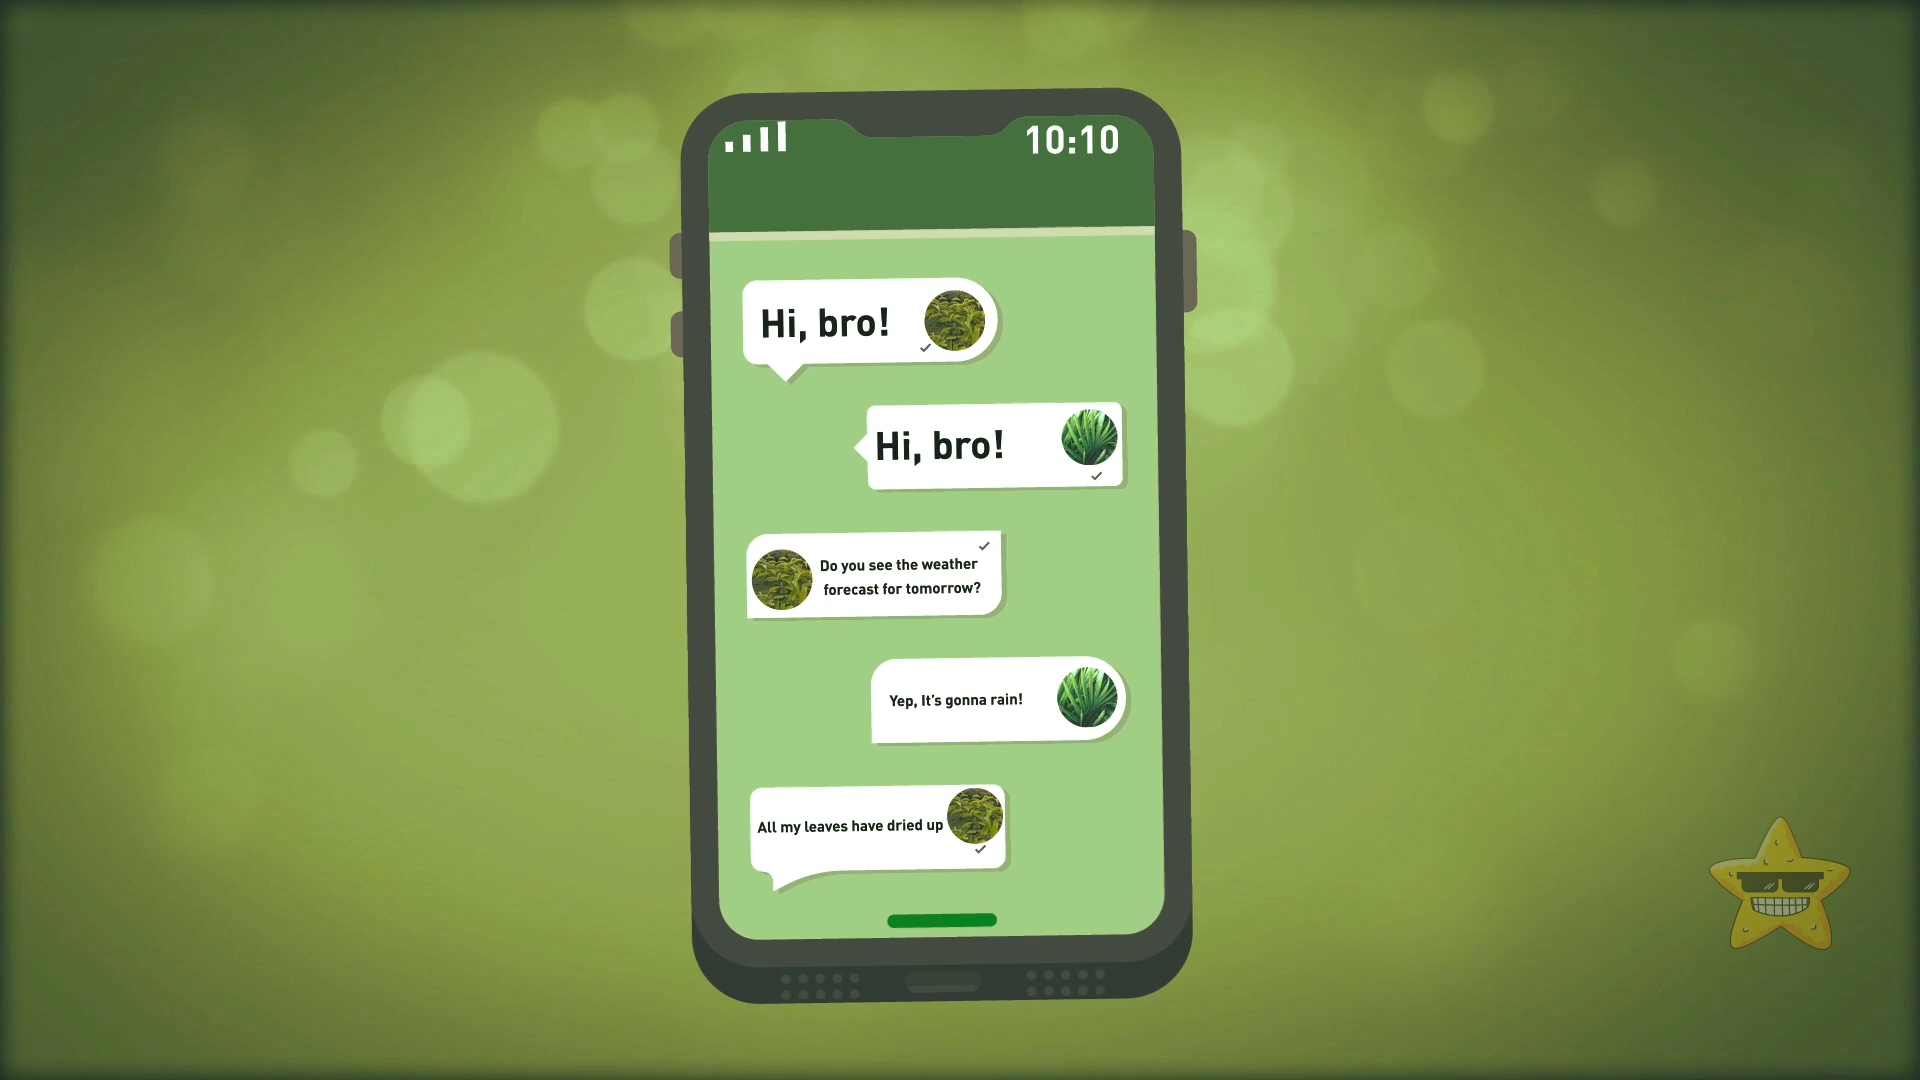 10:10
Hi, bro!
Hi, bro!
Do you see the weather
forecast for tomorrow?
Yep, It's gonna rain!
All my leaves have dried up